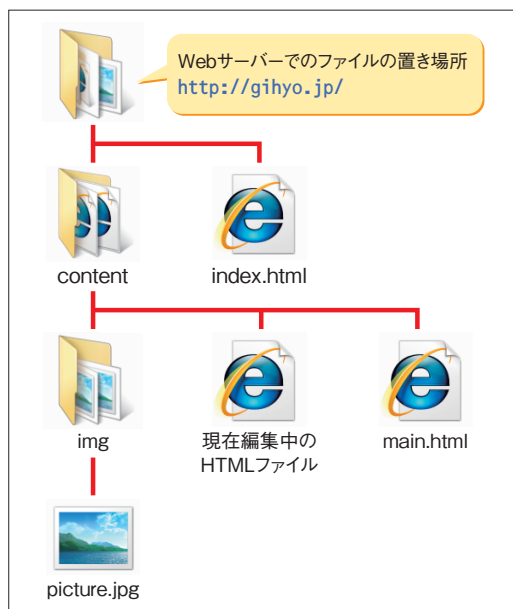 Webサーバーでのファイルの置き場所
http://gihyo.jp/
content
index.html
img
現在編集中の
HTMLファイル
main.html
picture.jpg